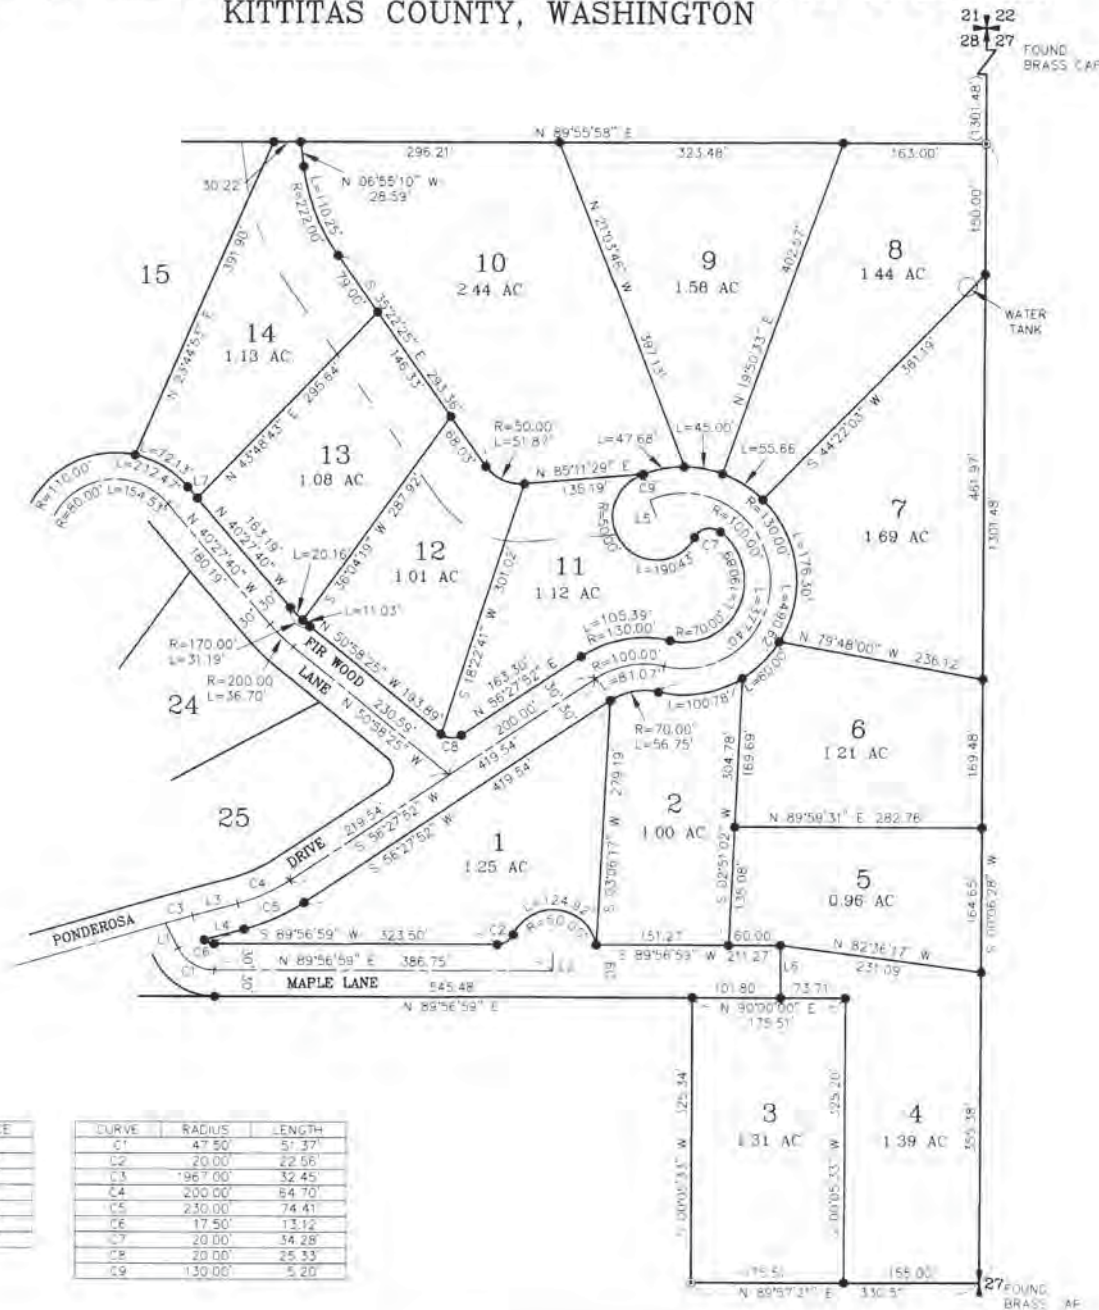 KITTITAS COUNTY, WASHINGTON
21 22
28 27
FOUND
BRASS CAP
(1301.48')
N 89°55'58" E
296.21'
323.48'
163.00'
30.22'
N 06°55'10" W
28.59'
L=110.25'
R=222.00'
150.00'
15
391.90'
N 23°44'53" E
14
1.13 AC.
79.00'
S 35°22'25" E
293.36'
146.33'
68.03'
10
2.44 AC.
N 21°03'46" W
387.13'
9
1.58 AC.
402.57'
N 19°50'33" E
8
1.44 AC.
WATER
TANK
381.19'
S 44°22'03" W
N 43°48'43" E
295.64'
13
1.08 AC.
R=50.00'
L=51.87'
N 85°11'29" E
135.19'
L=47.68'
L=45.00'
L=55.66
C9
L5
C7
461.97'
1301.48'
7
1.69 AC.
L=72.13'
L=212.47'
L7
R=110.00'
R=80.00'
L=154.53'
163.19'
N 40°27'40" W
N 40°27'40" W
180.19'
30'
30'
L=20.16'
S 36°04'19" W
287.92'
12
1.01 AC.
301.02'
S 18°22'41" W
11
1.12 AC.
R=50.00'
L=190.43'
R=100.00'
R=130.00'
L=176.30'
L=190.89
L=377.40'
L=490.62
R=70.00'
L=105.39'
R=130.00'
R=100.00'
L=81.07'
L=11.03'
R=170.00'
L=31.19'
R=200.00
L=36.70'
24
FIR WOOD
LANE
N 50°58'25" W
193.89'
230.59'
N 50°58'25" W
163.30'
N 56°27'52" E
C8
200.00'
30'
30'
419.54'
419.54'
N 79°48'00" W
236.12
L=60.00'
L=100.78'
R=70.00'
L=56.75'
6
1.21 AC.
169.48'
279.19'
S 03°06'17" W
2
1.00 AC.
304.78'
169.69'
S 02°51'02" W
135.08'
N 89°59'31" E 282.76'
25
219.54'
S 56°27'52" W
S 56°27'52" W
DRIVE
1
1.25 AC.
5
0.96 AC.
164.65'
S 00°06'28" W
PONDEROSA
C3
L3
C4
L4
C5
L1
C6
C1
S 89°56'59" W 323.50'
C2
L=124.92'
N 89°56'59" E 386.75'
30'
30'
MAPLE LANE
545.48
N 89°56'59" E
151.27'
60.00'
211.27
N 82°36'17" W
231.09
L6
101.80'
73.71'
N 90°00'00" E
175.51'
325.34'
325.20'
3
1.31 AC.
4
1.39 AC.
355.38'
155.00'
27
FOUND
BRASS
CURVE RADIUS LENGTH
C1 47.50' 51.37'
C2 20.00' 22.56'
C3 1967.00' 32.45'
C4 200.00' 64.70'
C5 230.00' 74.41'
C6 17.50' 13.12
C7 20.00' 34.28'
C8 20.00' 25.33'
C9 130.00' 5.20'